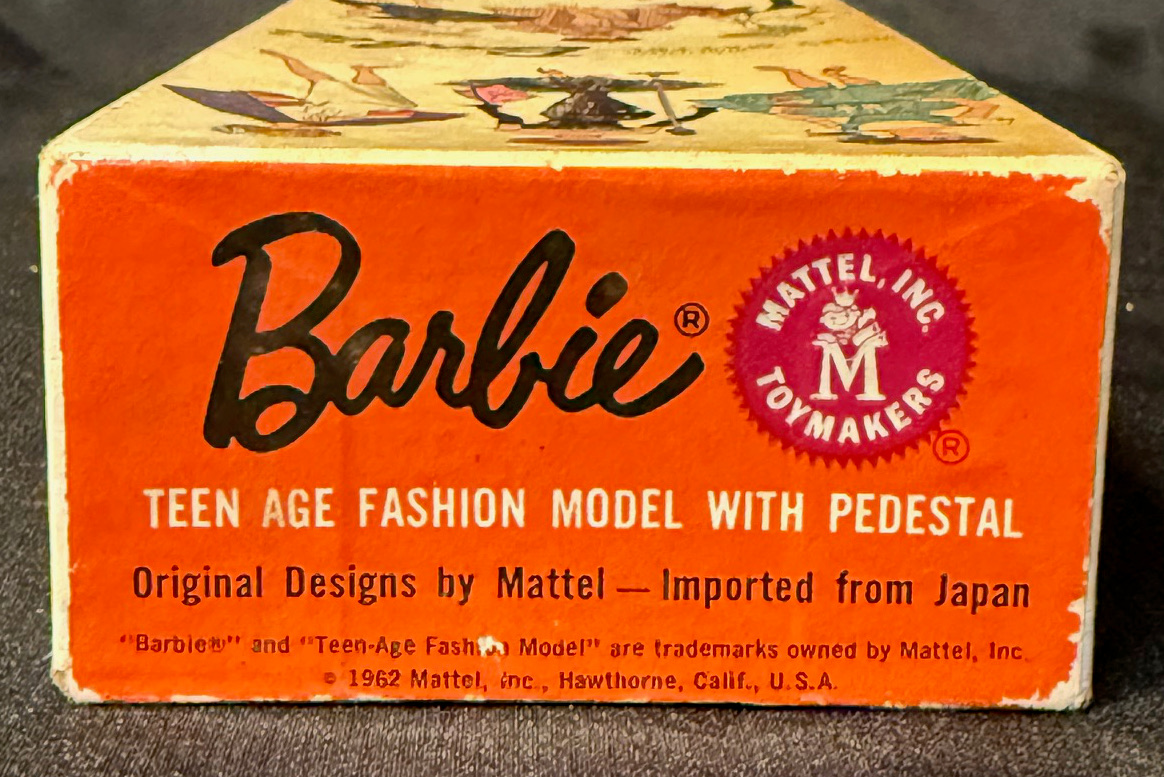 Barbie®
MATTEL, INC.
M
TOYMAKERS
®
TEEN AGE FASHION MODEL WITH PEDESTAL
Original Designs by Mattel — Imported from Japan
"Barbie®" and "Teen-Age Fashion Model" are trademarks owned by Mattel, Inc.
© 1962 Mattel, Inc., Hawthorne, Calif., U.S.A.